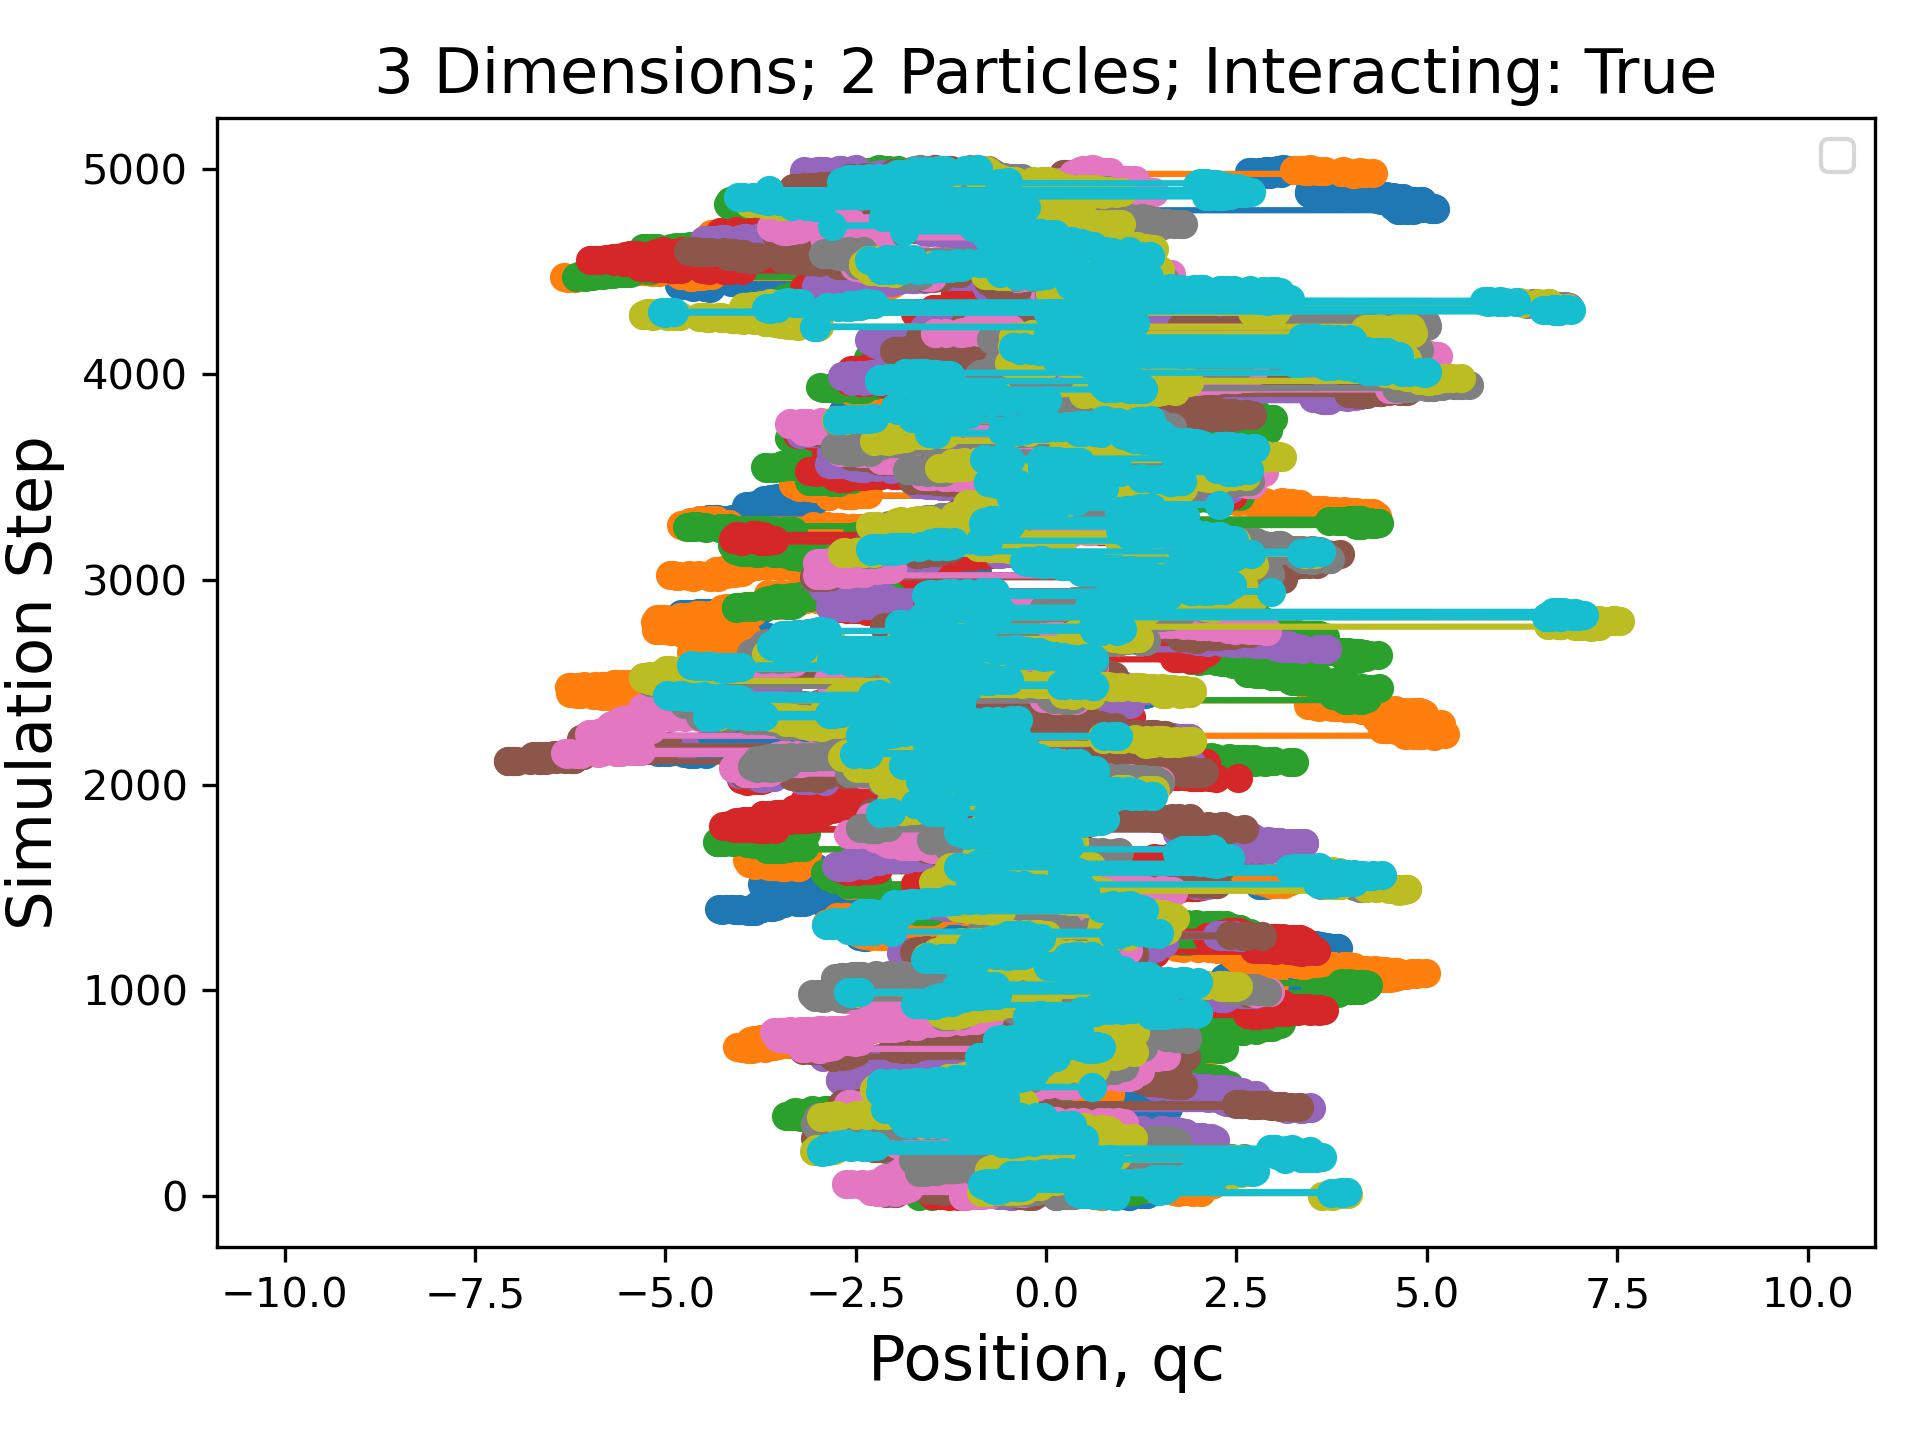 3 Dimensions; 2 Particles; Interacting: True
Simulation Step
5000
4000
3000
2000
1000
0
−10.0 −7.5 −5.0 −2.5 0.0 2.5 5.0 7.5 10.0
Position, qc